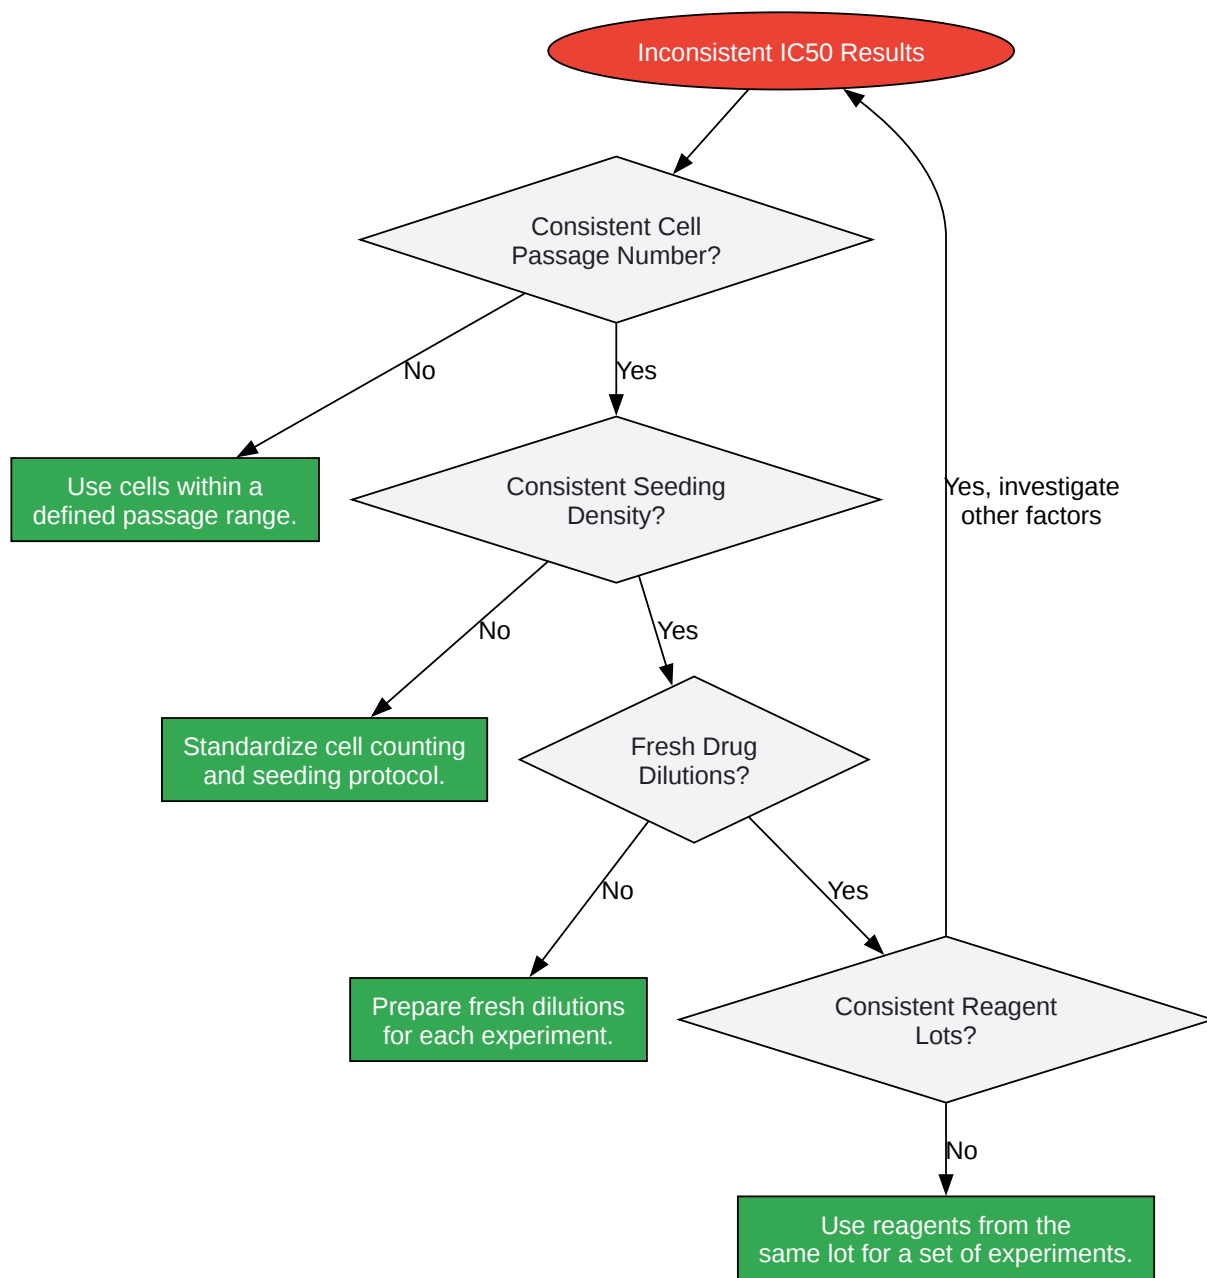 Inconsistent IC50 Results
Consistent Cell
Passage Number?
No
Yes
Use cells within a
defined passage range.
Consistent Seeding
Density?
Yes, investigate
other factors
No
Yes
Standardize cell counting
and seeding protocol.
Fresh Drug
Dilutions?
No
Yes
Prepare fresh dilutions
for each experiment.
Consistent Reagent
Lots?
No
Use reagents from the
same lot for a set of experiments.